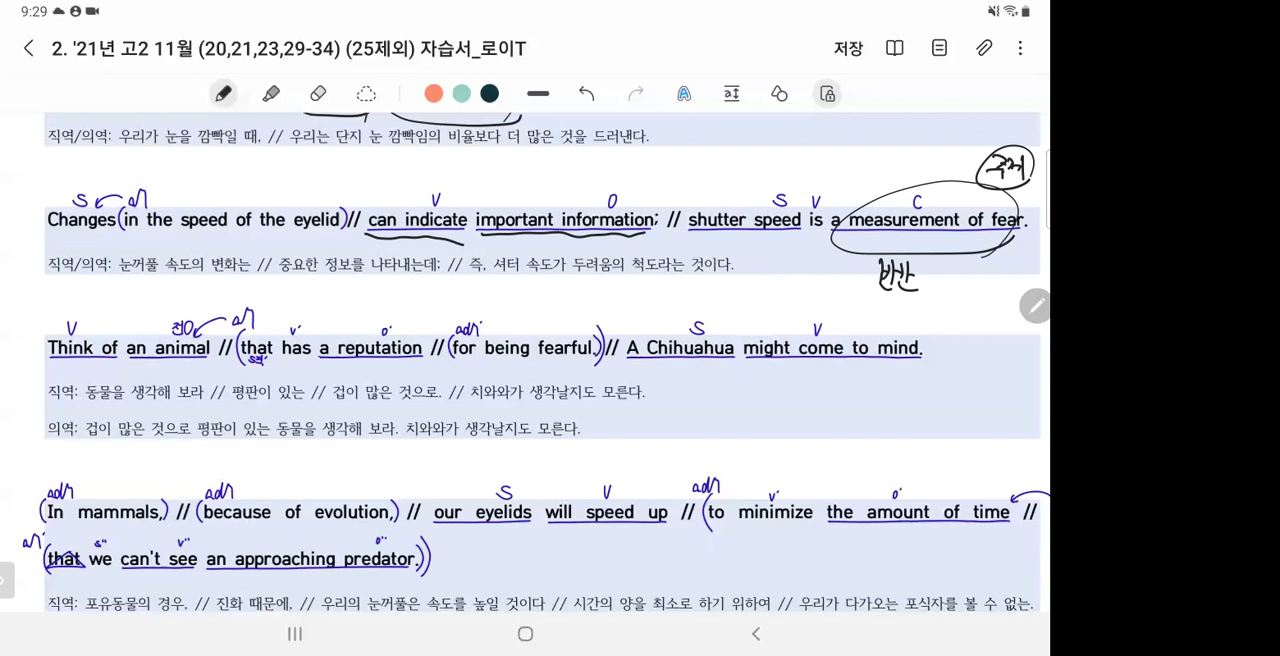 9:29
2. '21년 고2 11월 (20,21,23,29-34) (25제외) 자습서_로이T
저장
직역/의역: 우리가 눈을 깜빡일 때, // 우리는 단지 눈 깜빡임의 비율보다 더 많은 것을 드러낸다.
주제
S a/ V O S V C
Changes (in the speed of the eyelid) // can indicate important information; // shutter speed is a measurement of fear.
직역/의역: 눈꺼풀 속도의 변화는 // 중요한 정보를 나타내는데; // 즉, 셔터 속도가 두려움의 척도라는 것이다.
반반
V 전O V' O' S V
Think of an animal // (that has a reputation // (for being fearful.)) // A Chihuahua might come to mind.
직역: 동물을 생각해 보라 // 평판이 있는 // 겁이 많은 것으로. // 치와와가 생각날지도 모른다.
의역: 겁이 많은 것으로 평판이 있는 동물을 생각해 보라. 치와와가 생각날지도 모른다.
S V V' O'
(In mammals,) // (because of evolution,) // our eyelids will speed up // (to minimize the amount of time //
S'' V'' O''
(that we can't see an approaching predator.))
직역: 포유동물의 경우, // 진화 때문에, // 우리의 눈꺼풀은 속도를 높일 것이다 // 시간의 양을 최소로 하기 위하여 // 우리가 다가오는 포식자를 볼 수 없는.